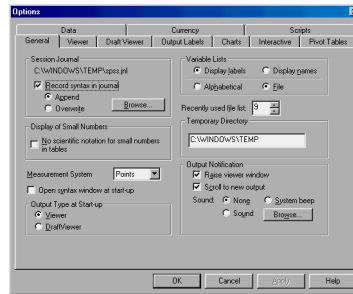 Options
Data Currency Scripts
General Viewer Draft Viewer Output Labels Charts Interactive Pivot Tables
Session Journal
C:\WINDOWS\TEMP\spss.jnl
Record syntax in journal
Append
Overwrite
Browse...
Display of Small Numbers
No scientific notation for small numbers
in tables
Measurement System Points
Open syntax window at start-up
Output Type at Start-up
Viewer
DraftViewer
Variable Lists
Display labels Display names
Alphabetical File
Recently used file list: 9
Temporary Directory
C:\WINDOWS\TEMP
Output Notification
Raise viewer window
Scroll to new output
Sound: None System beep
Sound Browse...
OK Cancel Apply Help